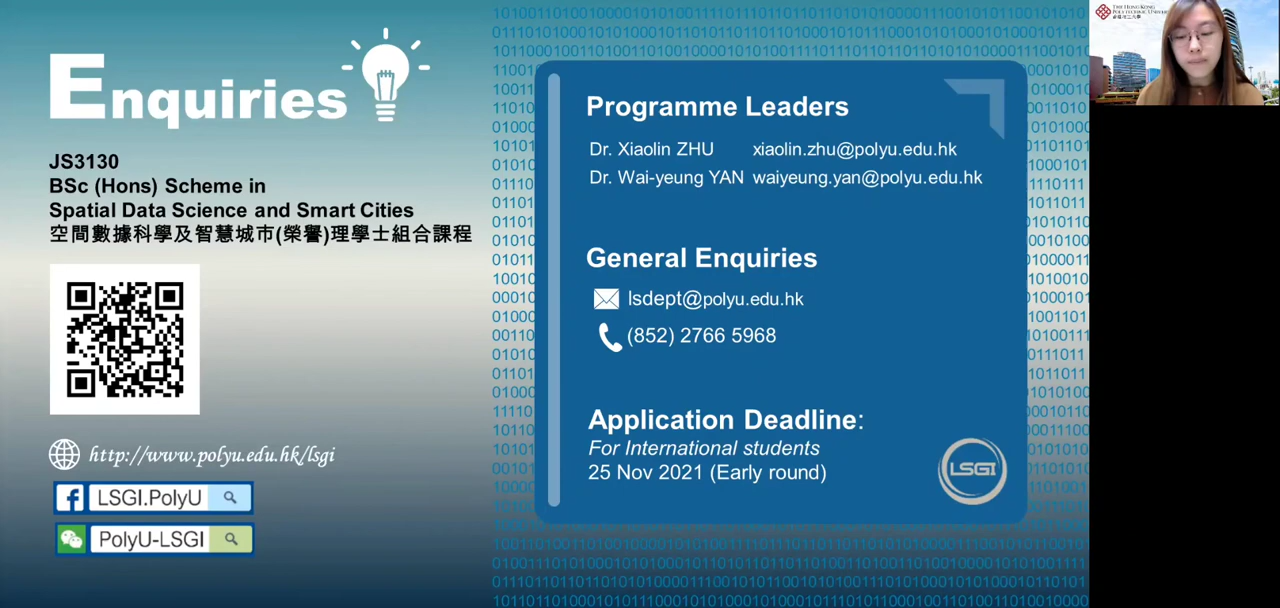 Enquiries
JS3130
BSc (Hons) Scheme in
Spatial Data Science and Smart Cities
空間數據科學及智慧城市(榮譽)理學士組合課程
http://www.polyu.edu.hk/lsgi
LSGI.PolyU
PolyU-LSGI
Programme Leaders
Dr. Xiaolin ZHU xiaolin.zhu@polyu.edu.hk
Dr. Wai-yeung YAN waiyeung.yan@polyu.edu.hk
General Enquiries
lsdept@polyu.edu.hk
(852) 2766 5968
Application Deadline:
For International students
25 Nov 2021 (Early round)
LSGI
THE HONG KONG
POLYTECHNIC